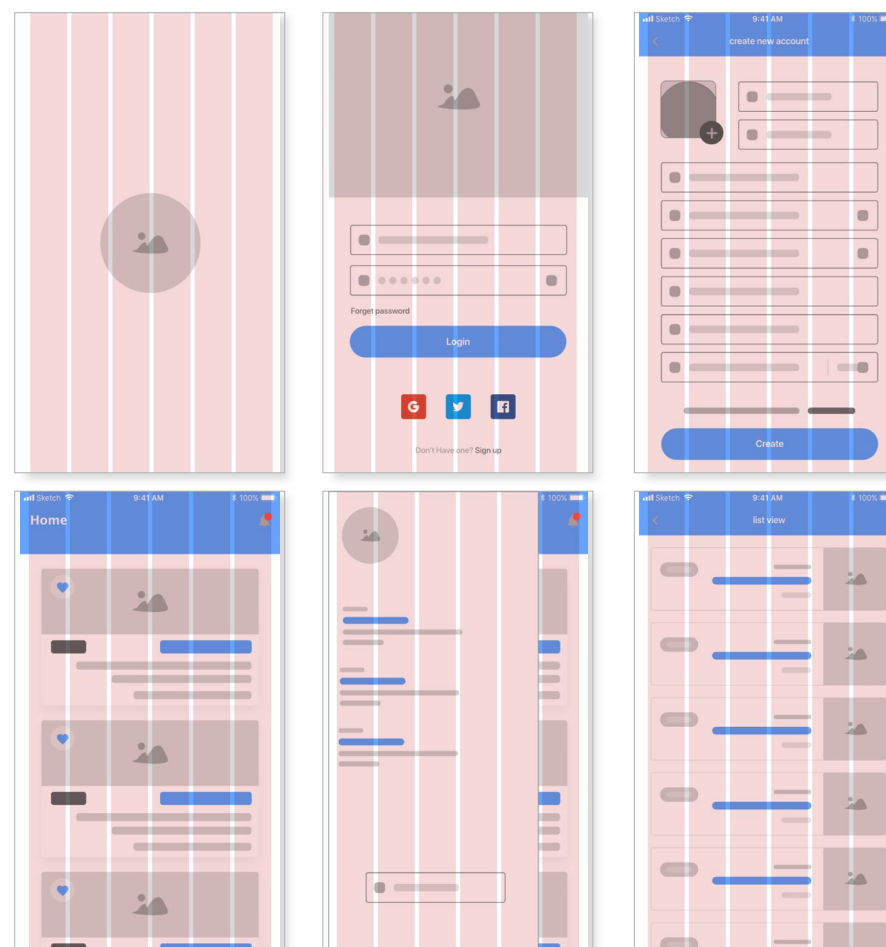 Sketch 9:41 AM 100%
create new account
Forget password
Login
G
f
Don't Have one? Sign up
Create
Sketch 9:41 AM 100%
Home
100%
Sketch 9:41 AM 100%
list view